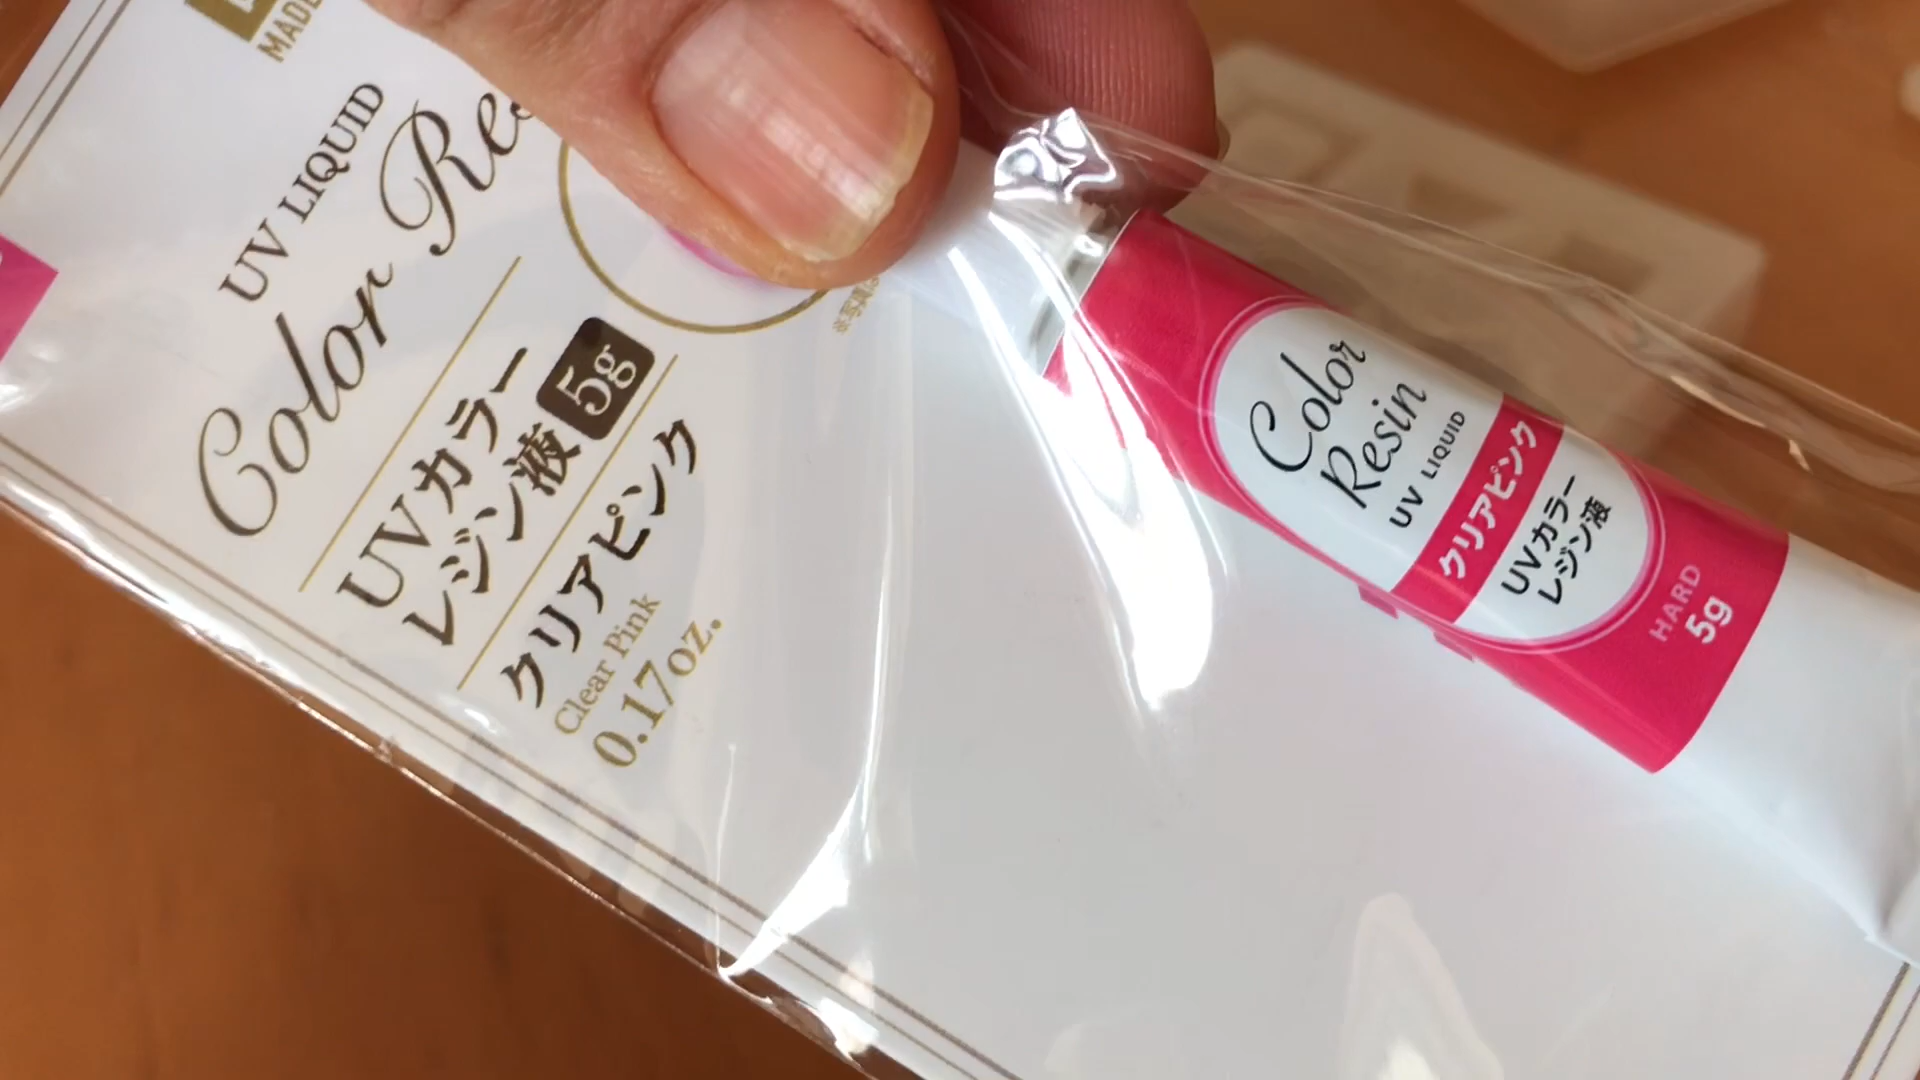 MADE
UV LIQUID
Color Res
UVカラー
レジン液 5g
クリアピンク
Clear Pink
0.17oz.
Color
Resin
UV LIQUID
クリアピンク
UVカラー
レジン液
HARD
5g